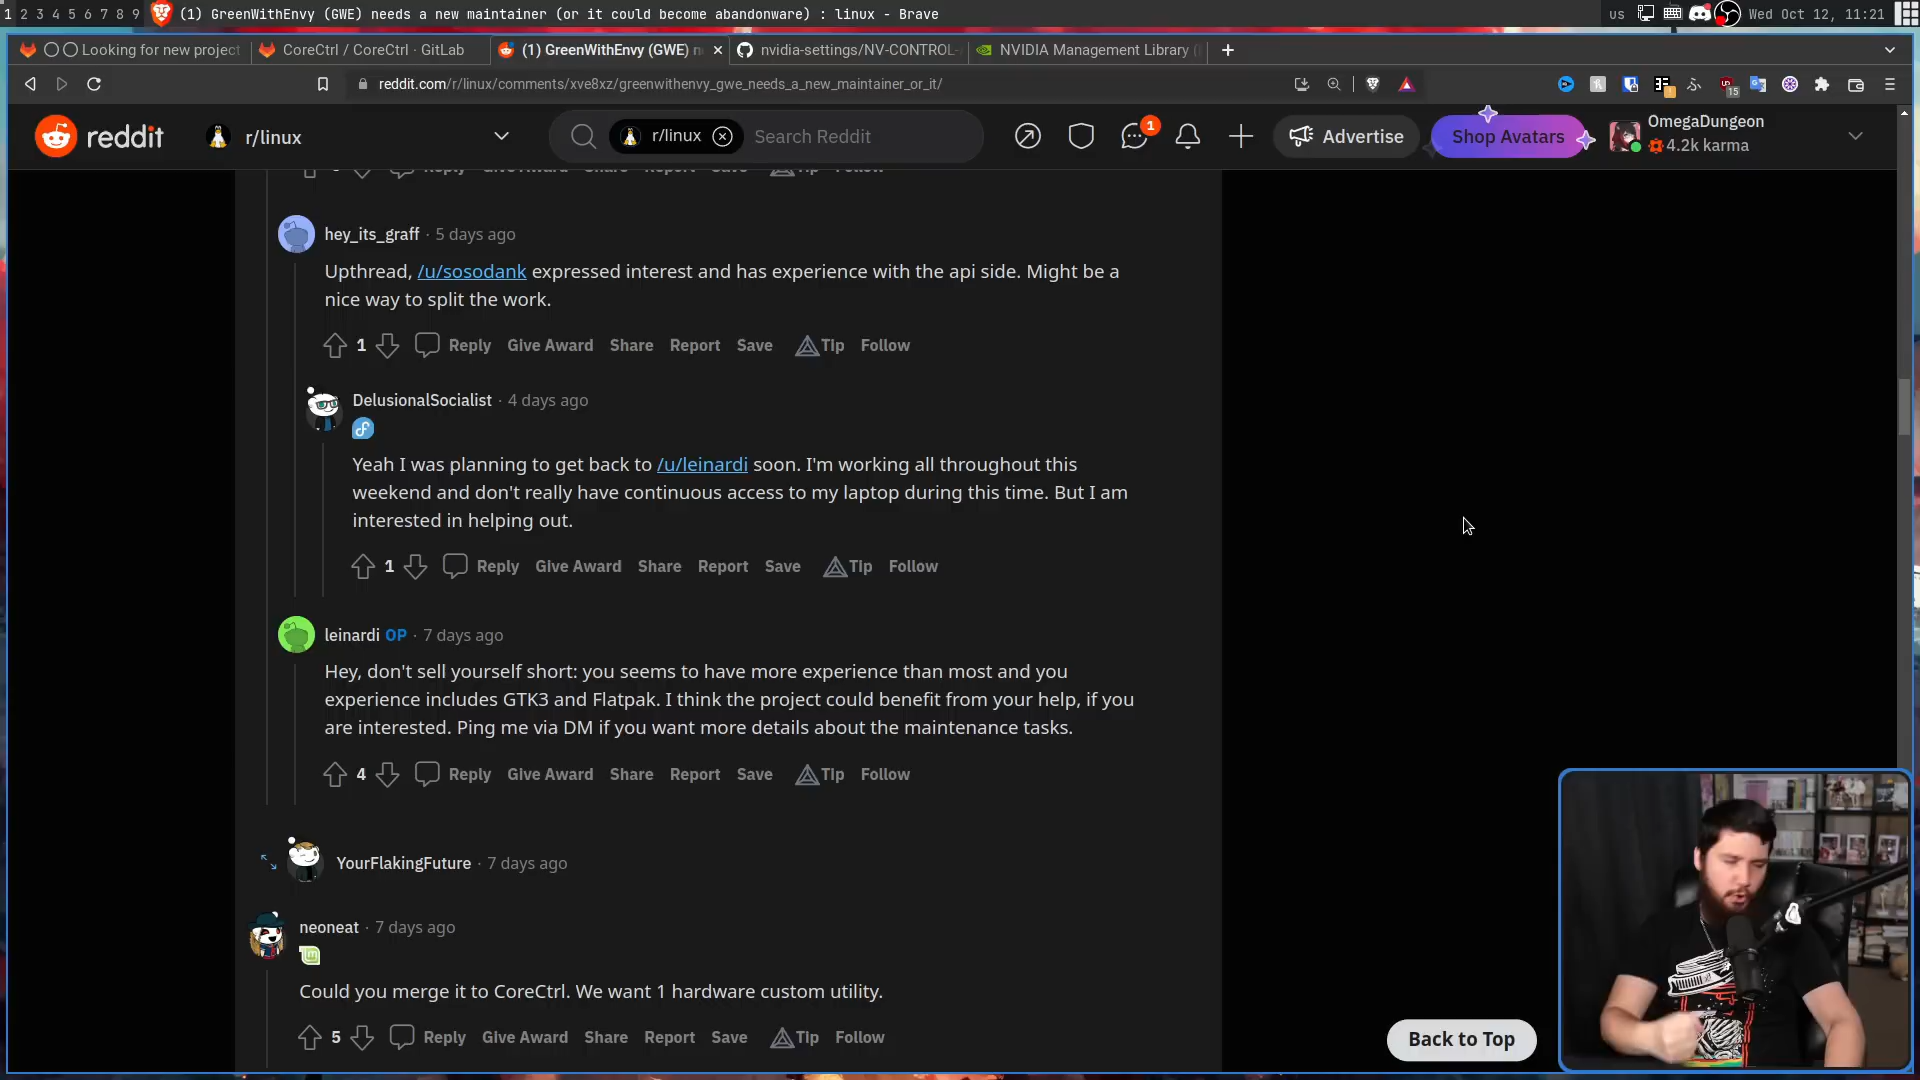 1 2 3 4 5 6 7 8 9 (1) GreenWithEnvy (GWE) needs a new maintainer (or it could become abandonware) : linux - Brave
us Wed Oct 12, 11:21
Looking for new project
CoreCtrl / CoreCtrl · GitLab
(1) GreenWithEnvy (GWE) n
nvidia-settings/NV-CONTROL-
NVIDIA Management Library (
reddit.com/r/linux/comments/xve8xz/greenwithenvy_gwe_needs_a_new_maintainer_or_it/
15
reddit
r/linux
r/linux
Search Reddit
1
Advertise
Shop Avatars
OmegaDungeon
4.2k karma
Reply Give Award Share Report Save Tip Follow
hey_its_graff · 5 days ago
Upthread, /u/sosodank expressed interest and has experience with the api side. Might be a
nice way to split the work.
1 Reply Give Award Share Report Save Tip Follow
DelusionalSocialist · 4 days ago
Yeah I was planning to get back to /u/leinardi soon. I'm working all throughout this
weekend and don't really have continuous access to my laptop during this time. But I am
interested in helping out.
1 Reply Give Award Share Report Save Tip Follow
leinardi OP · 7 days ago
Hey, don't sell yourself short: you seems to have more experience than most and you
experience includes GTK3 and Flatpak. I think the project could benefit from your help, if you
are interested. Ping me via DM if you want more details about the maintenance tasks.
4 Reply Give Award Share Report Save Tip Follow
YourFlakingFuture · 7 days ago
neoneat · 7 days ago
Could you merge it to CoreCtrl. We want 1 hardware custom utility.
5 Reply Give Award Share Report Save Tip Follow
Back to Top